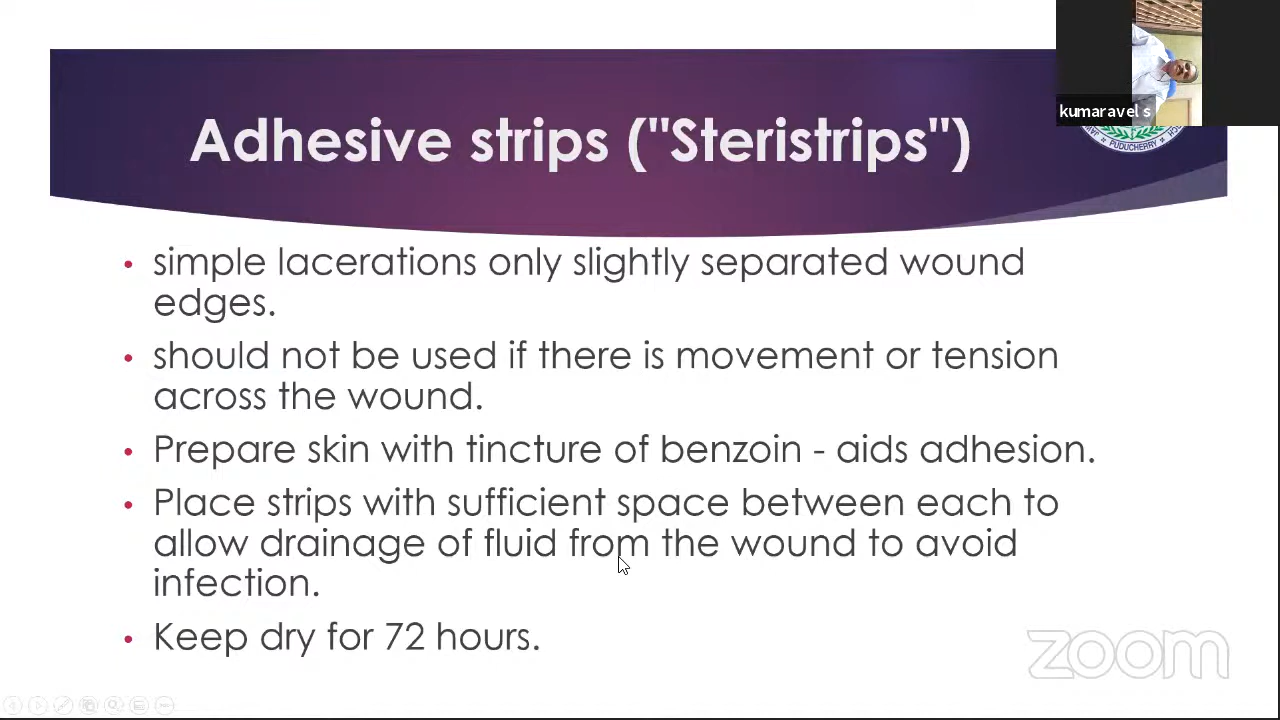 kumaravel s
PUDUCHERRY
Adhesive strips ("Steristrips")
• simple lacerations only slightly separated wound
edges.
• should not be used if there is movement or tension
across the wound.
• Prepare skin with tincture of benzoin - aids adhesion.
• Place strips with sufficient space between each to
allow drainage of fluid from the wound to avoid
infection.
• Keep dry for 72 hours.
zoom